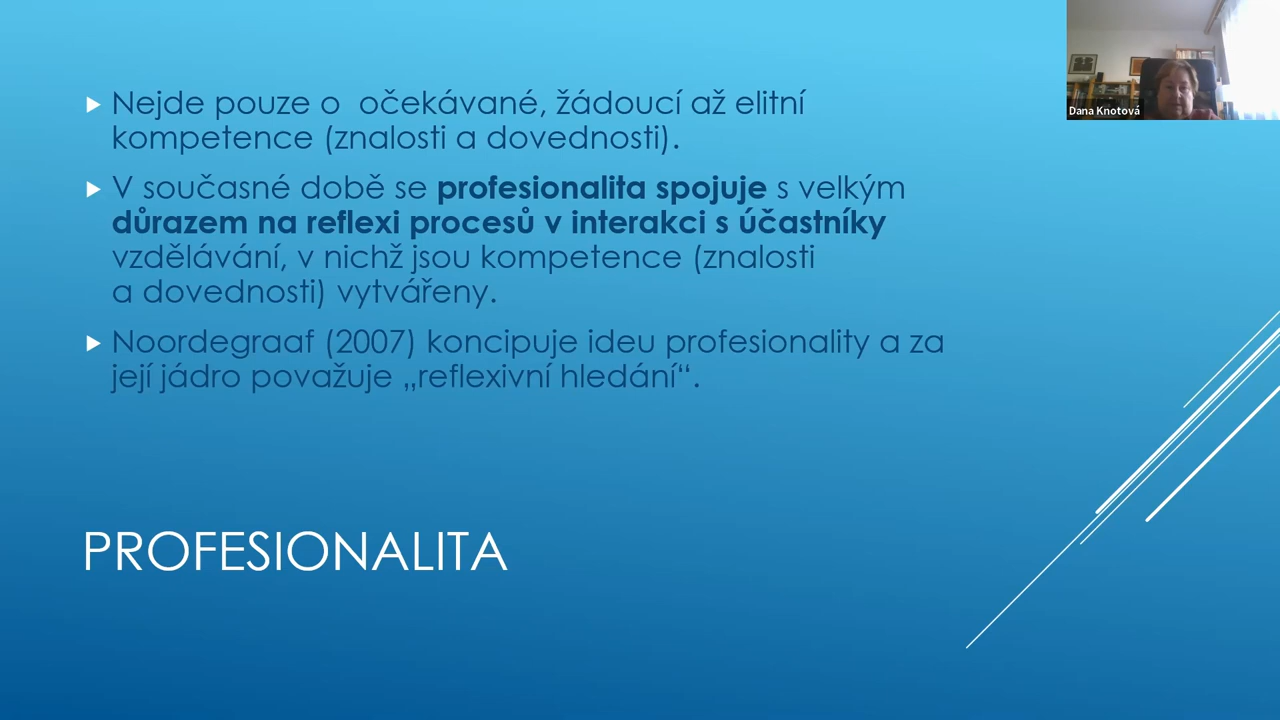 Nejde pouze o  očekávané, žádoucí až elitní
kompetence (znalosti a dovednosti).
V současné době se profesionalita spojuje s velkým
důrazem na reflexi procesů v interakci s účastníky
vzdělávání, v nichž jsou kompetence (znalosti
a dovednosti) vytvářeny.
Noordegraaf (2007) koncipuje ideu profesionality a za
její jádro považuje „reflexivní hledání“.
PROFESIONALITA
Dana Knotová